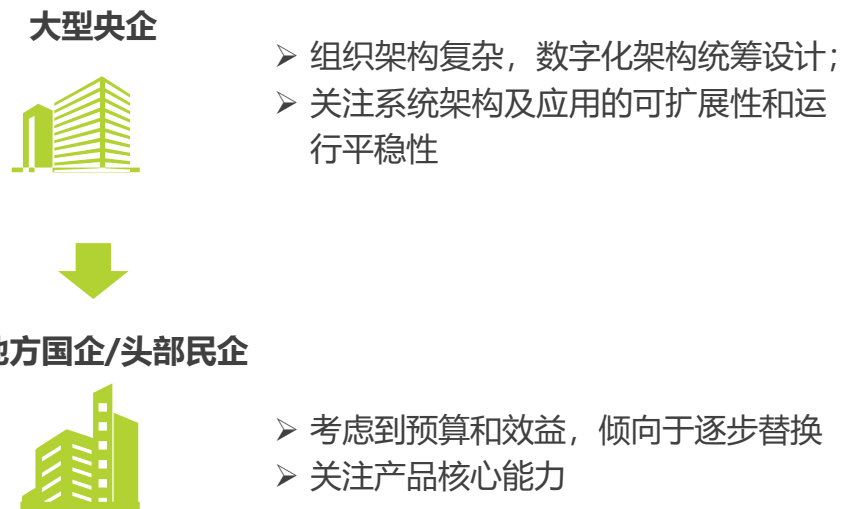 大型央企
➢ 组织架构复杂，数字化架构统筹设计；
➢ 关注系统架构及应用的可扩展性和运
行平稳性
地方国企/头部民企
➢ 考虑到预算和效益，倾向于逐步替换
➢ 关注产品核心能力